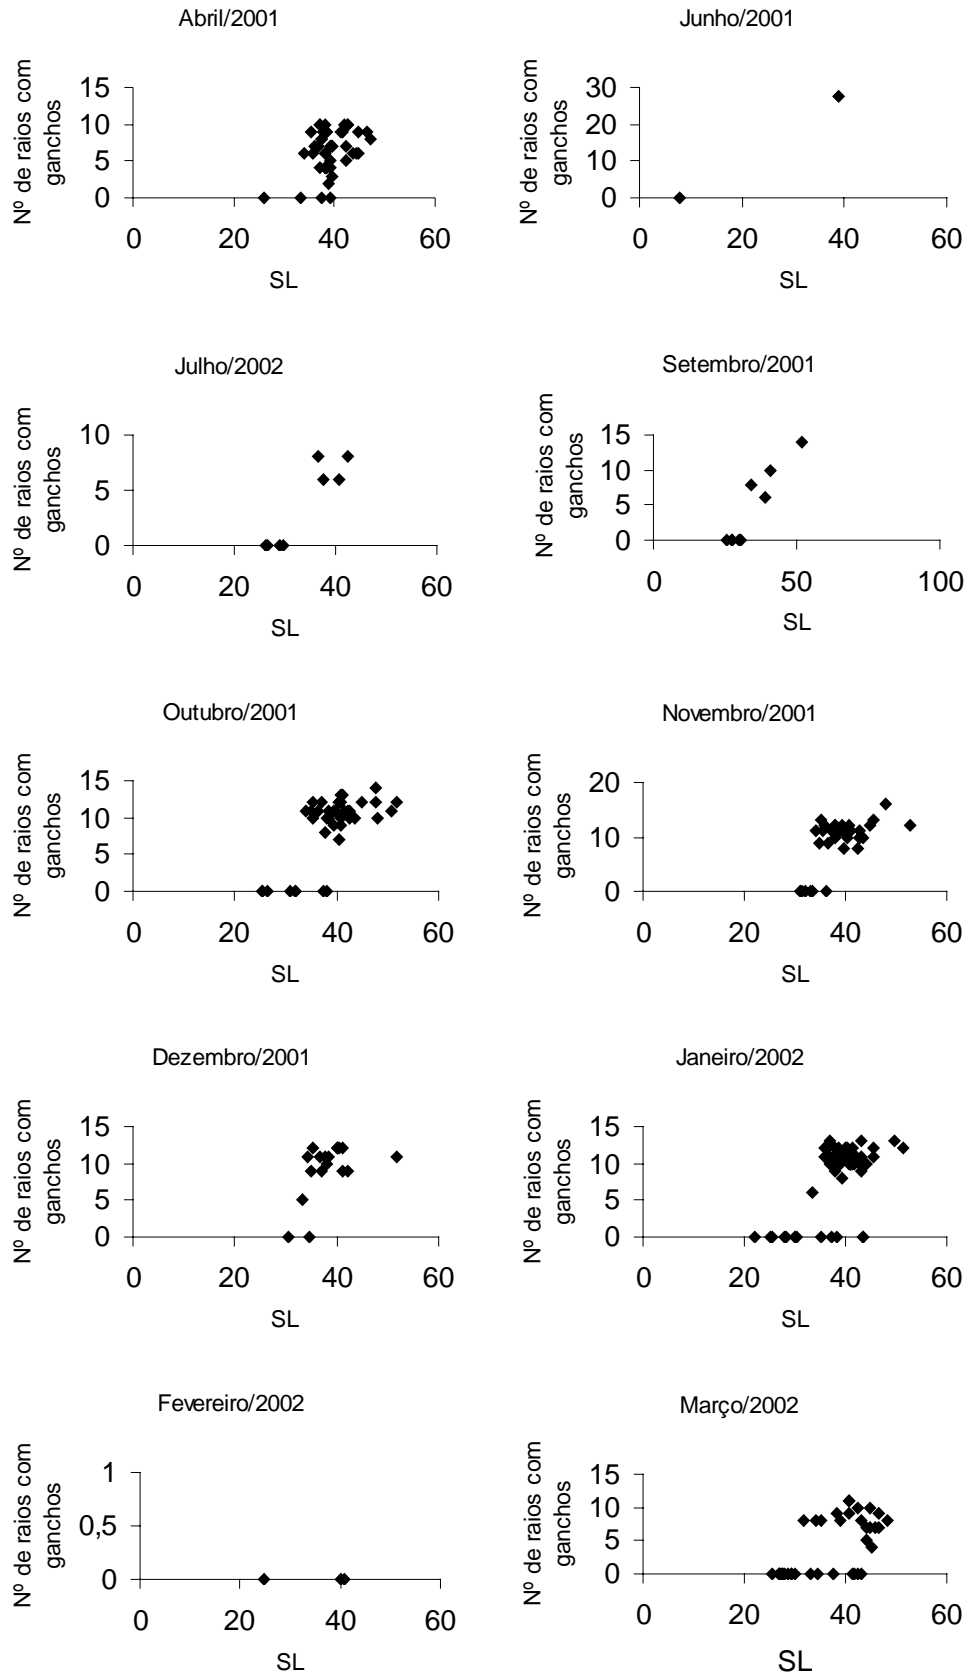 Abril/2001
Nº de raios com
ganchos
15
10
5
0
0 20 40 60
SL
Junho/2001
Nº de raios com
ganchos
30
20
10
0
0 20 40 60
SL
Julho/2002
Nº de raios com
ganchos
10
5
0
0 20 40 60
SL
Setembro/2001
Nº de raios com
ganchos
15
10
5
0
0 50 100
SL
Outubro/2001
Nº de raios com
ganchos
15
10
5
0
0 20 40 60
SL
Novembro/2001
Nº de raios com
ganchos
20
10
0
0 20 40 60
SL
Dezembro/2001
Nº de raios com
ganchos
15
10
5
0
0 20 40 60
SL
Janeiro/2002
Nº de raios com
ganchos
15
10
5
0
0 20 40 60
SL
Fevereiro/2002
Nº de raios com
ganchos
1
0,5
0
0 20 40 60
SL
Março/2002
Nº de raios com
ganchos
15
10
5
0
0 20 40 60
SL